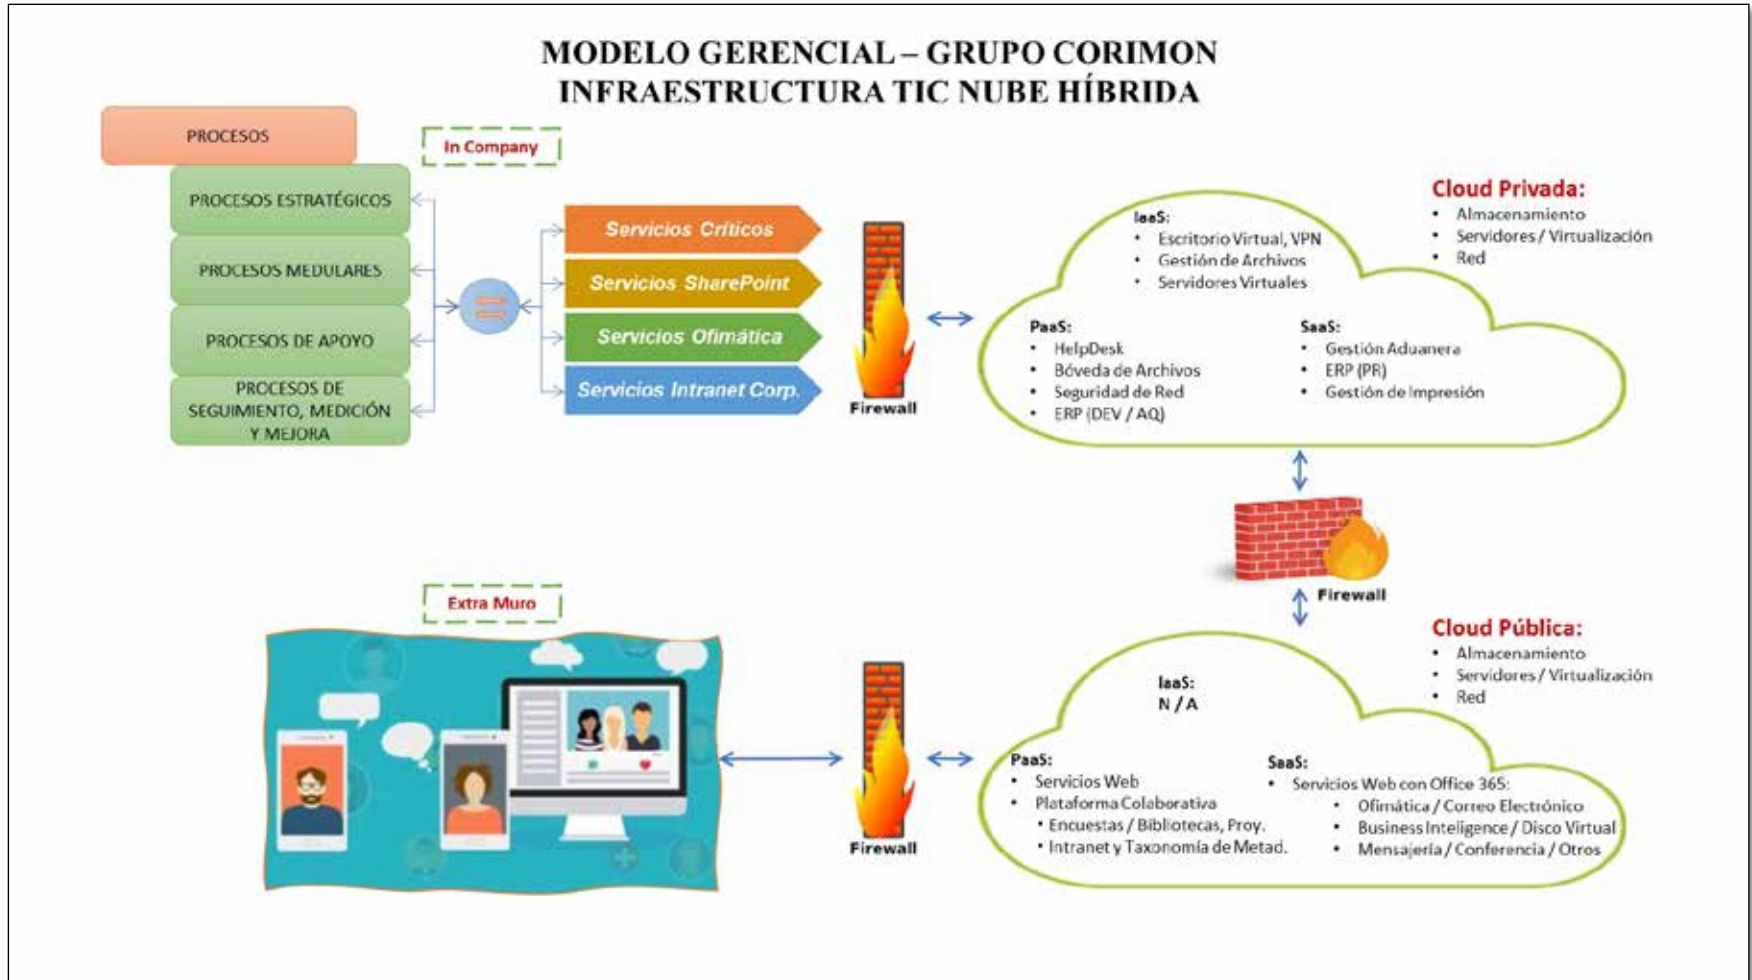 MODELO GERENCIAL – GRUPO CORIMON
INFRAESTRUCTURA TIC NUBE HÍBRIDA
PROCESOS
In Company
PROCESOS ESTRATÉGICOS
PROCESOS MEDULARES
PROCESOS DE APOYO
PROCESOS DE
SEGUIMIENTO, MEDICIÓN
Y MEJORA
Servicios Críticos
Servicios SharePoint
Servicios Ofimática
Servicios Intranet Corp.
Firewall
IaaS:
• Escritorio Virtual, VPN
• Gestión de Archivos
• Servidores Virtuales
PaaS:
• HelpDesk
• Bóveda de Archivos
• Seguridad de Red
• ERP (DEV / AQ)
SaaS:
• Gestión Aduanera
• ERP (PR)
• Gestión de Impresión
Cloud Privada:
• Almacenamiento
• Servidores / Virtualización
• Red
Firewall
Extra Muro
Firewall
IaaS:
N / A
PaaS:
• Servicios Web
• Plataforma Colaborativa
• Encuestas / Bibliotecas, Proy.
• Intranet y Taxonomía de Metad.
SaaS:
• Servicios Web con Office 365:
• Ofimática / Correo Electrónico
• Business Inteligence / Disco Virtual
• Mensajería / Conferencia / Otros
Cloud Pública:
• Almacenamiento
• Servidores / Virtualización
• Red